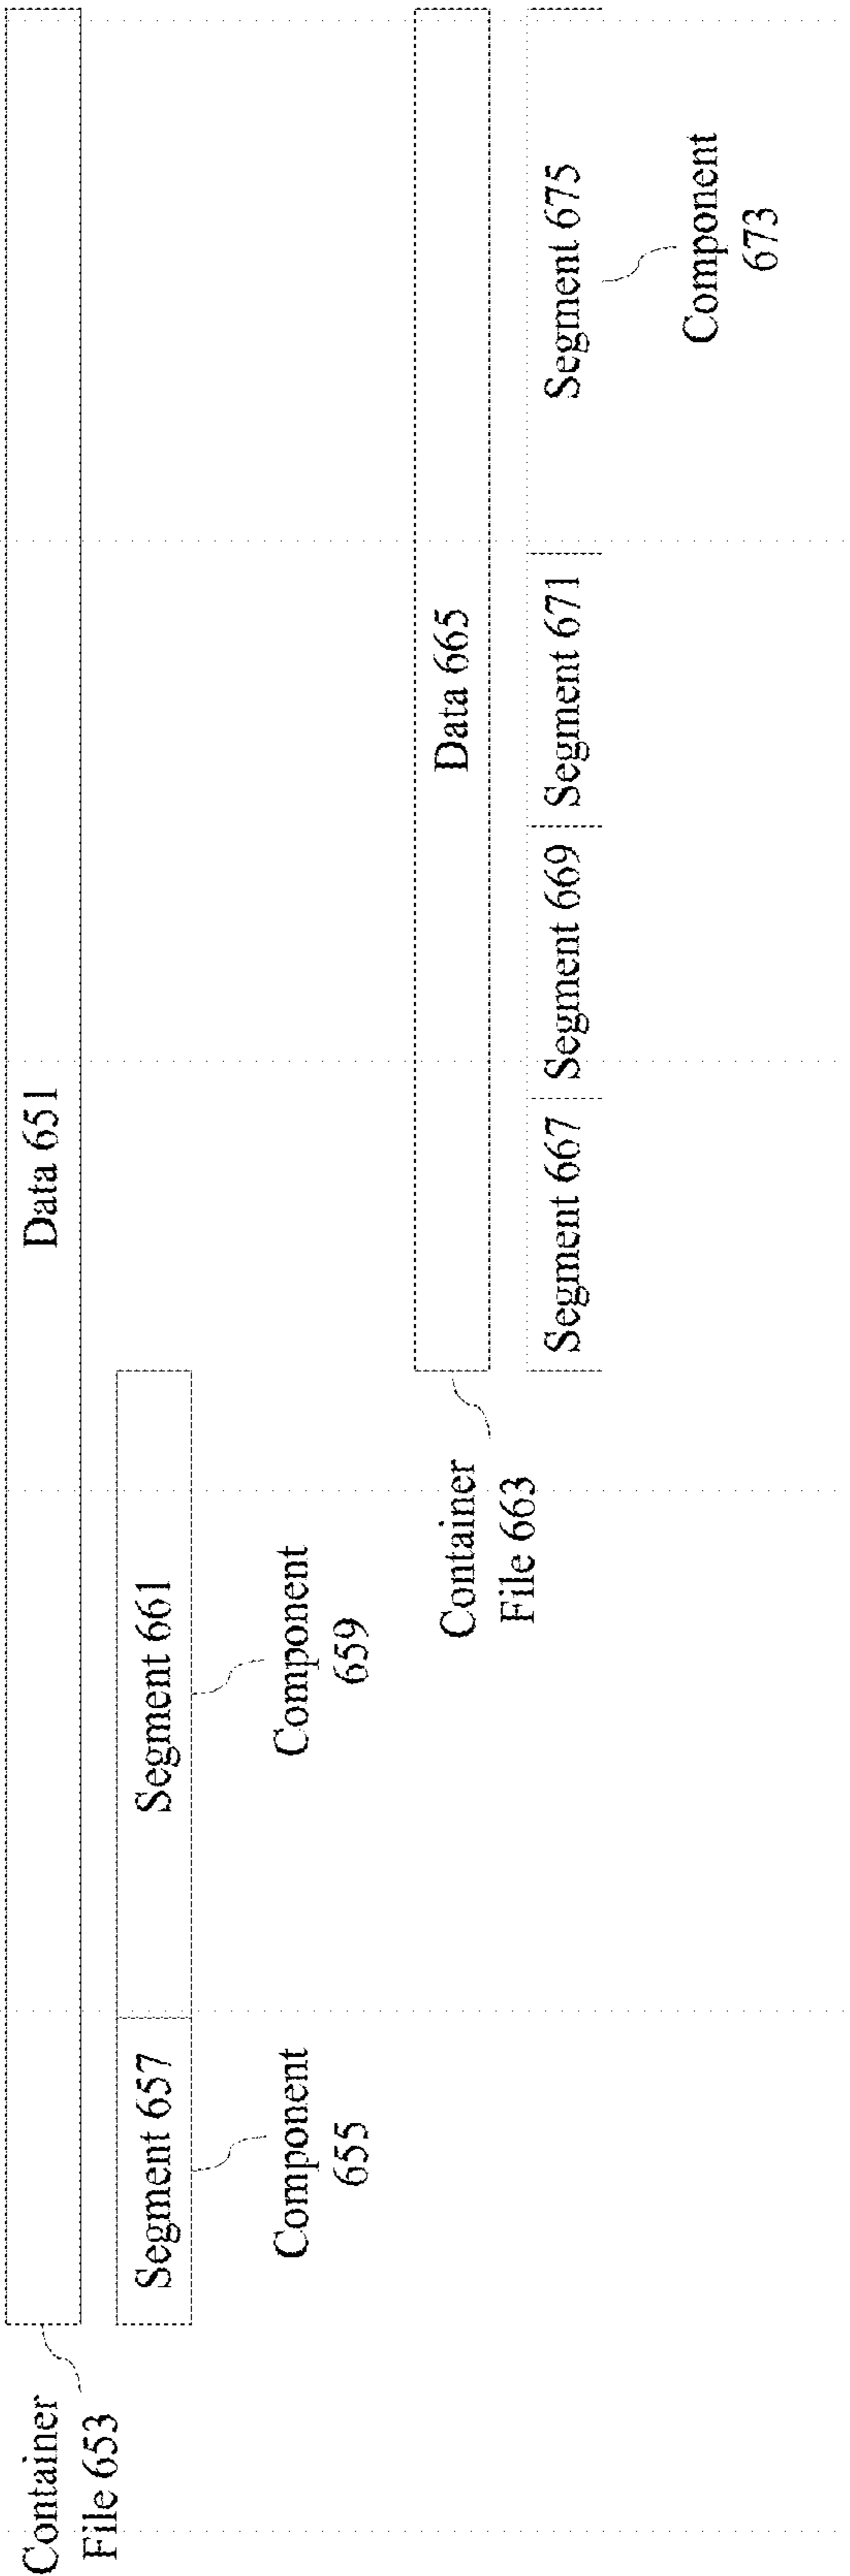 Data 651
Container
File 653
Segment 657
Segment 661
Component
655
Component
659
Data 665
Container
File 663
Segment 667
Segment 669
Segment 671
Segment 675
Component
673